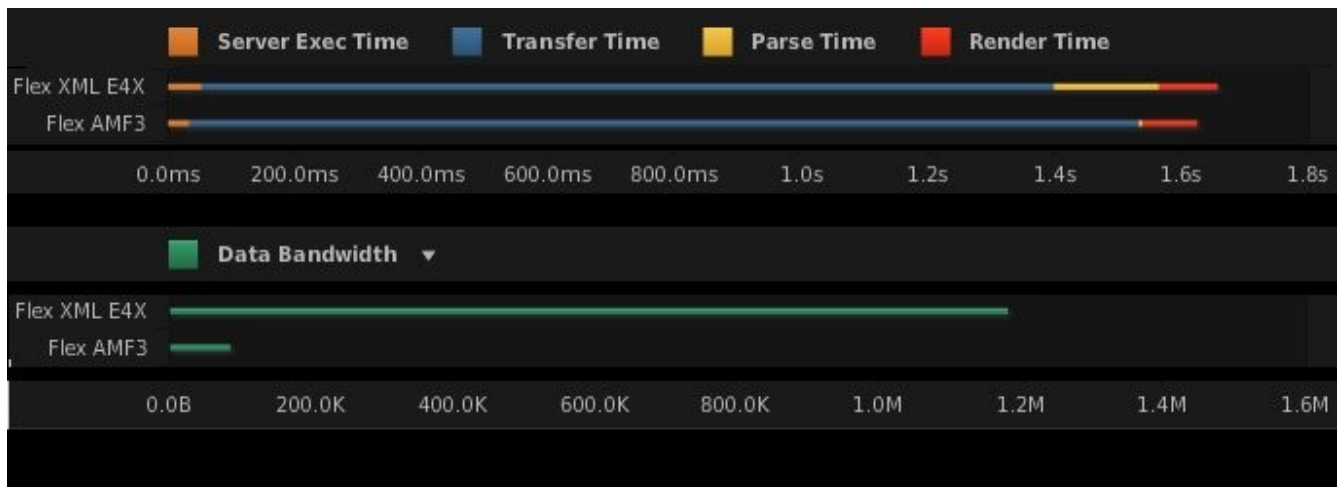 Server Exec Time Transfer Time Parse Time Render Time
Flex XML E4X
Flex AMF3
0.0ms 200.0ms 400.0ms 600.0ms 800.0ms 1.0s 1.2s 1.4s 1.6s 1.8s
Data Bandwidth
Flex XML E4X
Flex AMF3
0.0B 200.0K 400.0K 600.0K 800.0K 1.0M 1.2M 1.4M 1.6M